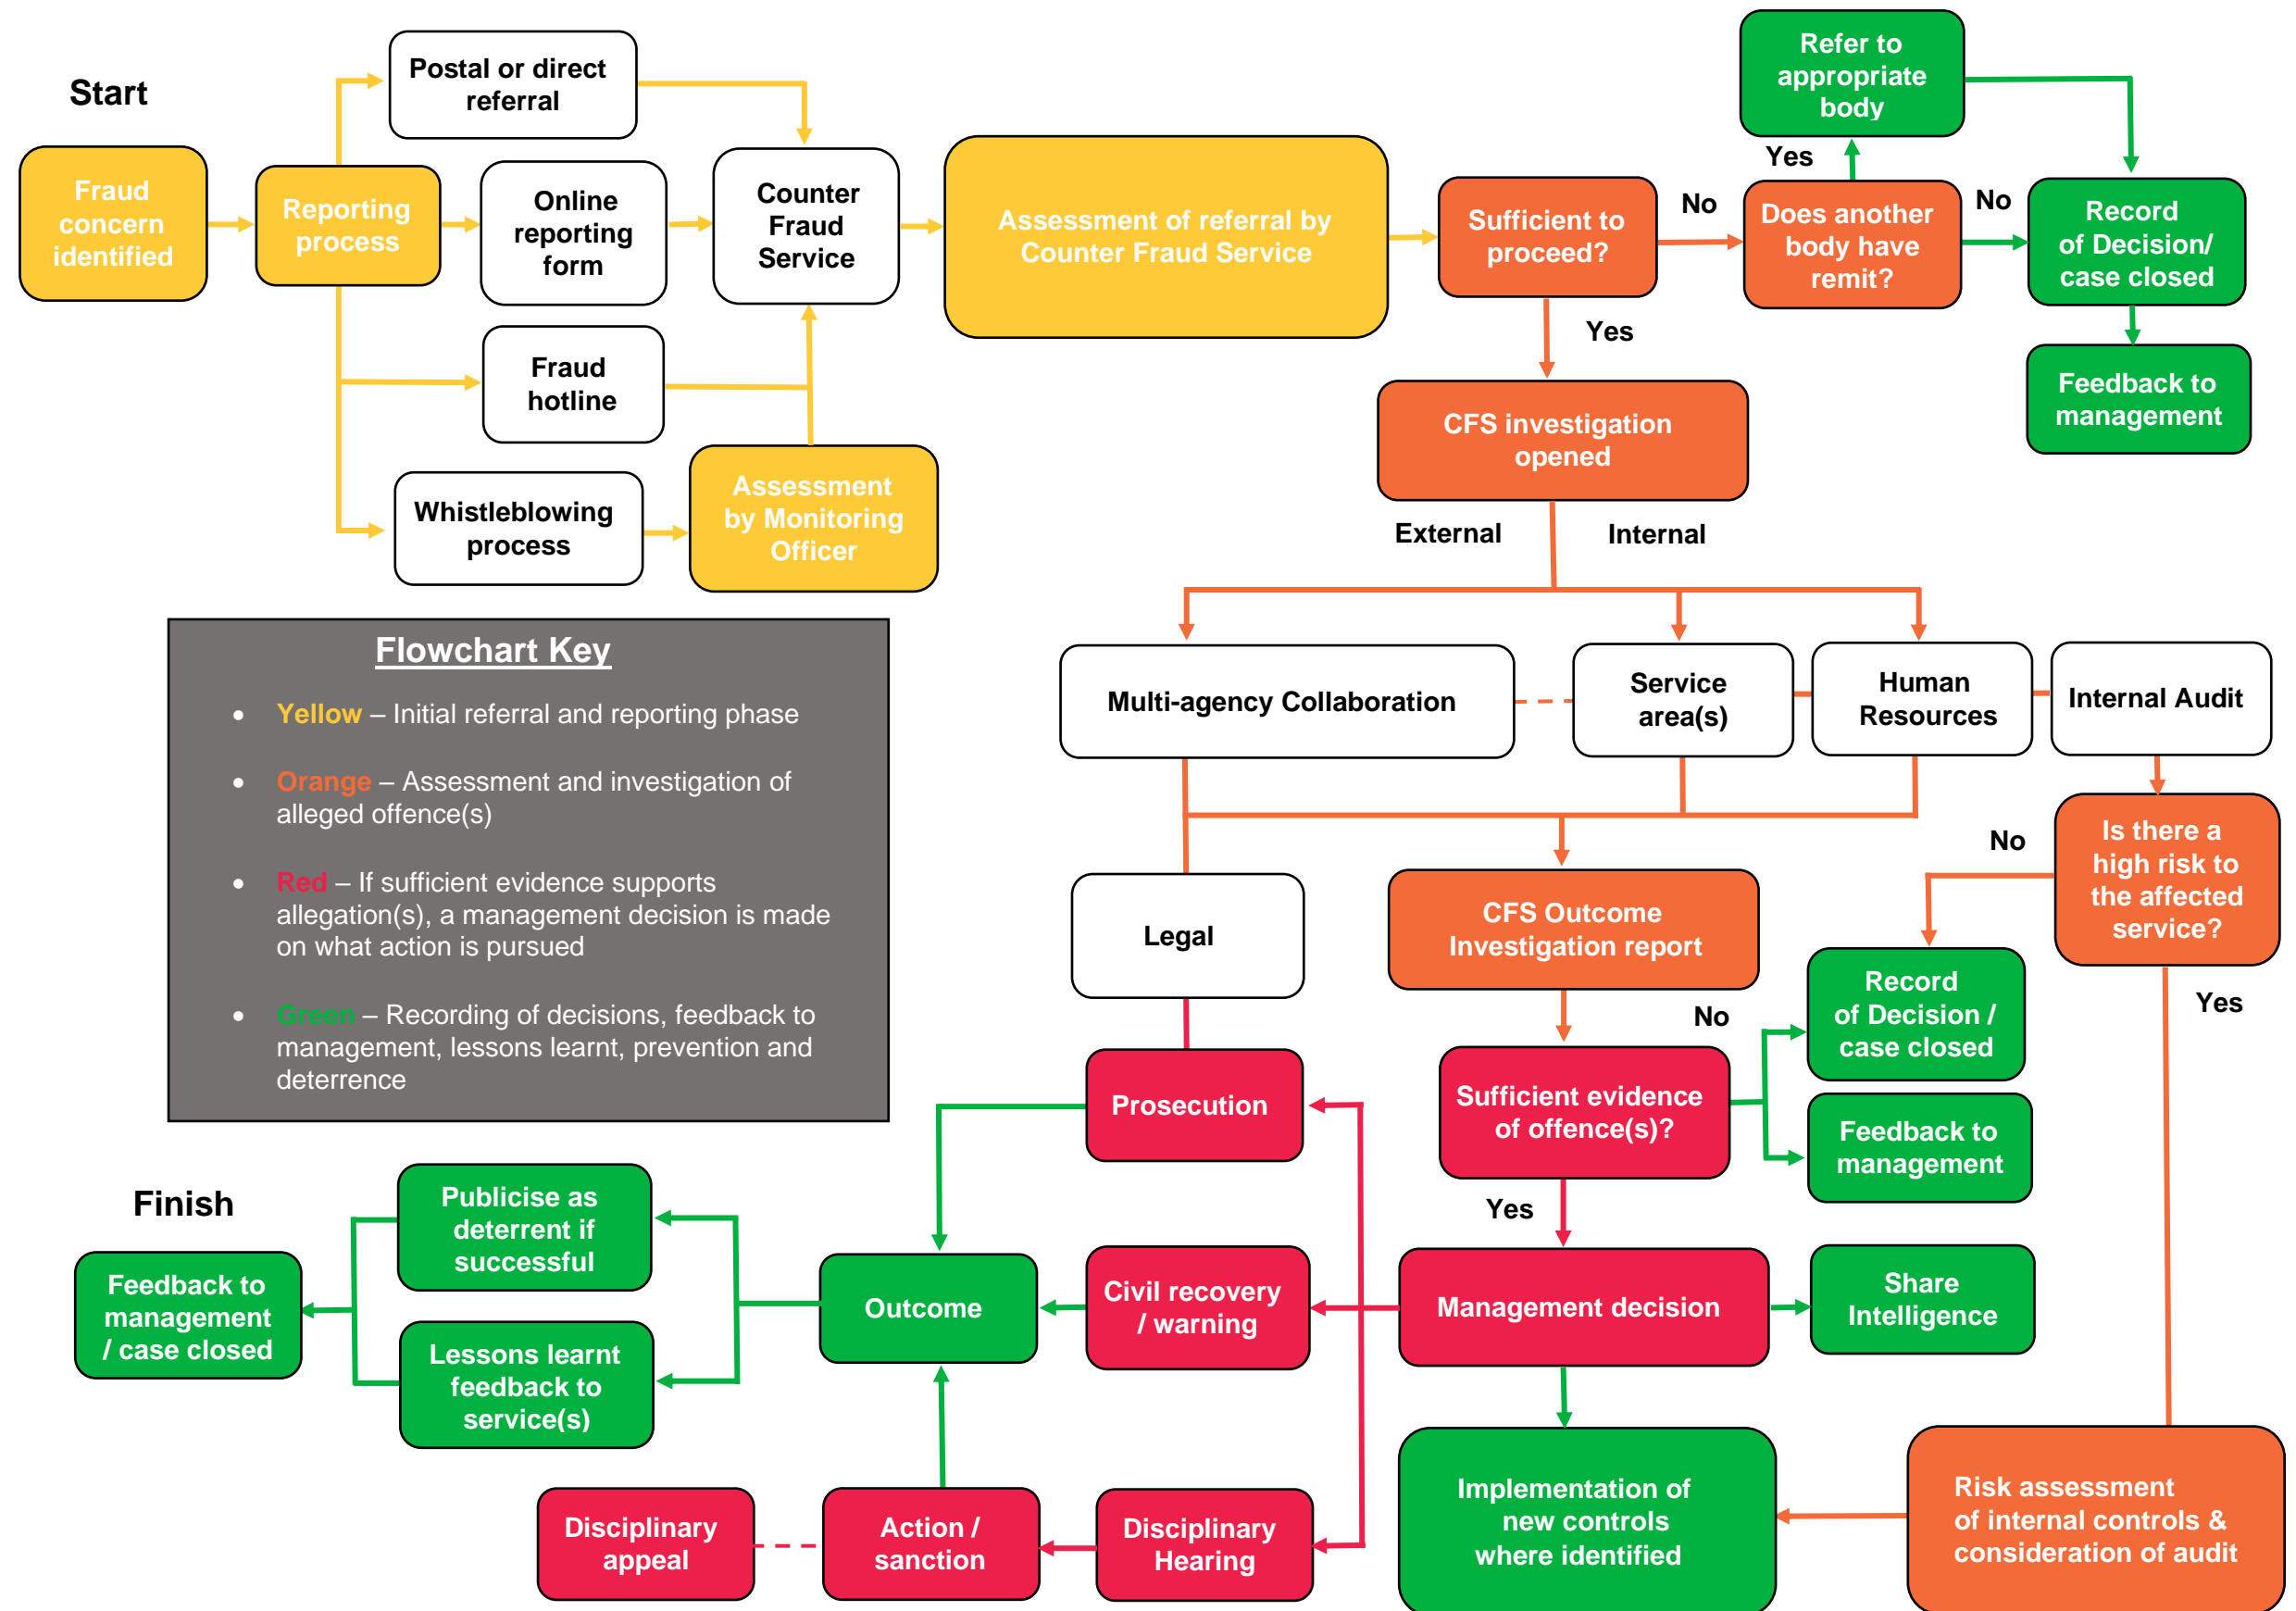 Start
Fraud
concern
identified
Reporting
process
Postal or direct
referral
Online
reporting
form
Fraud
hotline
Whistleblowing
process
Assessment
by Monitoring
Officer
Counter
Fraud
Service
Assessment of referral by
Counter Fraud Service
Sufficient to
proceed?
No
Does another
body have
remit?
Yes
Refer to
appropriate
body
No
Record
of Decision/
case closed
Feedback to
management
Yes
CFS investigation
opened
External
Internal
Multi-agency Collaboration
Service
area(s)
Human
Resources
Internal Audit
Flowchart Key
• Yellow – Initial referral and reporting phase
• Orange – Assessment and investigation of
alleged offence(s)
• Red – If sufficient evidence supports
allegation(s), a management decision is made
on what action is pursued
• Green – Recording of decisions, feedback to
management, lessons learnt, prevention and
deterrence
Legal
CFS Outcome
Investigation report
No
Is there a
high risk to
the affected
service?
Yes
Record
of Decision /
case closed
No
Feedback to
management
Sufficient evidence
of offence(s)?
Yes
Prosecution
Management decision
Share
Intelligence
Civil recovery
/ warning
Outcome
Publicise as
deterrent if
successful
Lessons learnt
feedback to
service(s)
Finish
Feedback to
management
/ case closed
Disciplinary
appeal
Action /
sanction
Disciplinary
Hearing
Implementation of
new controls
where identified
Risk assessment
of internal controls &
consideration of audit